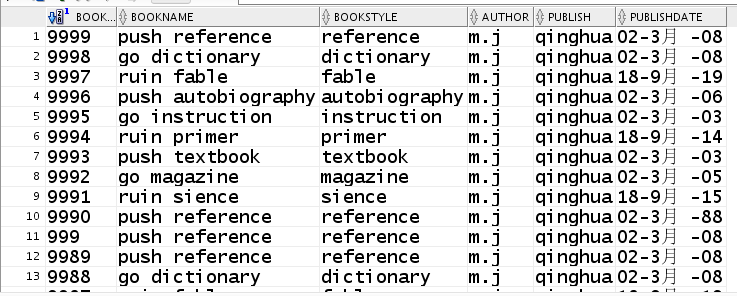 BOOK... BOOKNAME BOOKSTYLE AUTHOR PUBLISH PUBLISHDATE
1 9999 push reference reference m.j qinghua 02-3月 -08
2 9998 go dictionary dictionary m.j qinghua 02-3月 -08
3 9997 ruin fable fable m.j qinghua 18-9月 -19
4 9996 push autobiography autobiography m.j qinghua 02-3月 -06
5 9995 go instruction instruction m.j qinghua 02-3月 -03
6 9994 ruin primer primer m.j qinghua 18-9月 -14
7 9993 push textbook textbook m.j qinghua 02-3月 -03
8 9992 go magazine magazine m.j qinghua 02-3月 -05
9 9991 ruin sience sience m.j qinghua 18-9月 -15
10 9990 push reference reference m.j qinghua 02-3月 -88
11 999 push reference reference m.j qinghua 02-3月 -08
12 9989 push reference reference m.j qinghua 02-3月 -08
13 9988 go dictionary dictionary m.j qinghua 02-3月 -08